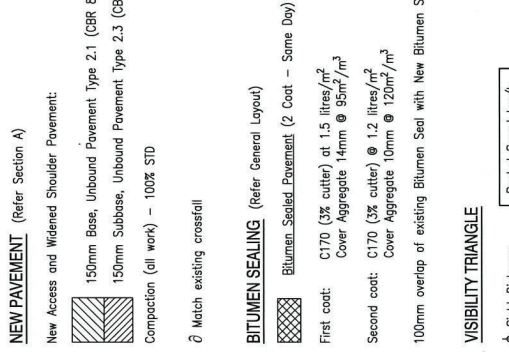 NEW PAVEMENT (Refer Section A)
New Access and Widened Shoulder Pavement:
150mm Base, Unbound Pavement Type 2.1 (CBR 8
150mm Subbase, Unbound Pavement Type 2.3 (CB
Compaction (all work) – 100% STD
∂ Match existing crossfall
BITUMEN SEALING (Refer General Layout)
Bitumen Sealed Pavement (2 Coat – Same Day)
First coat: C170 (3% cutter) at 1.5 litres/m²
Cover Aggregate 14mm @ 95m²/m³
Second coat: C170 (3% cutter) @ 1.2 litres/m²
Cover Aggregate 10mm @ 120m²/m³
100mm overlap of existing Bitumen Seal with New Bitumen S
VISIBILITY TRIANGLE